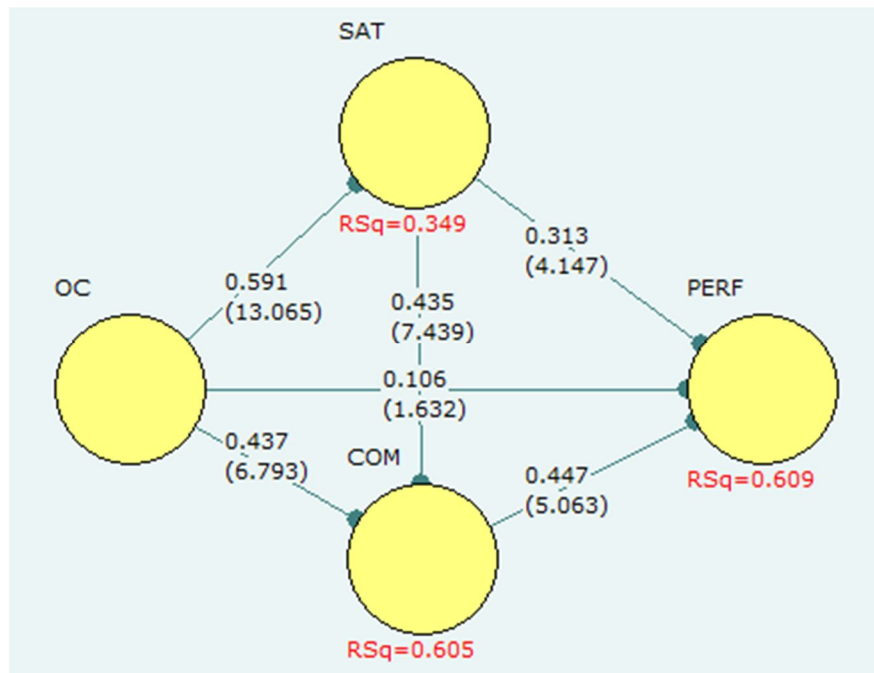 SAT
RSq=0.349
0.313
(4.147)
OC
0.591
(13.065)
0.435
(7.439)
PERF
0.106
(1.632)
0.437
(6.793)
COM
0.447
(5.063)
RSq=0.609
RSq=0.605